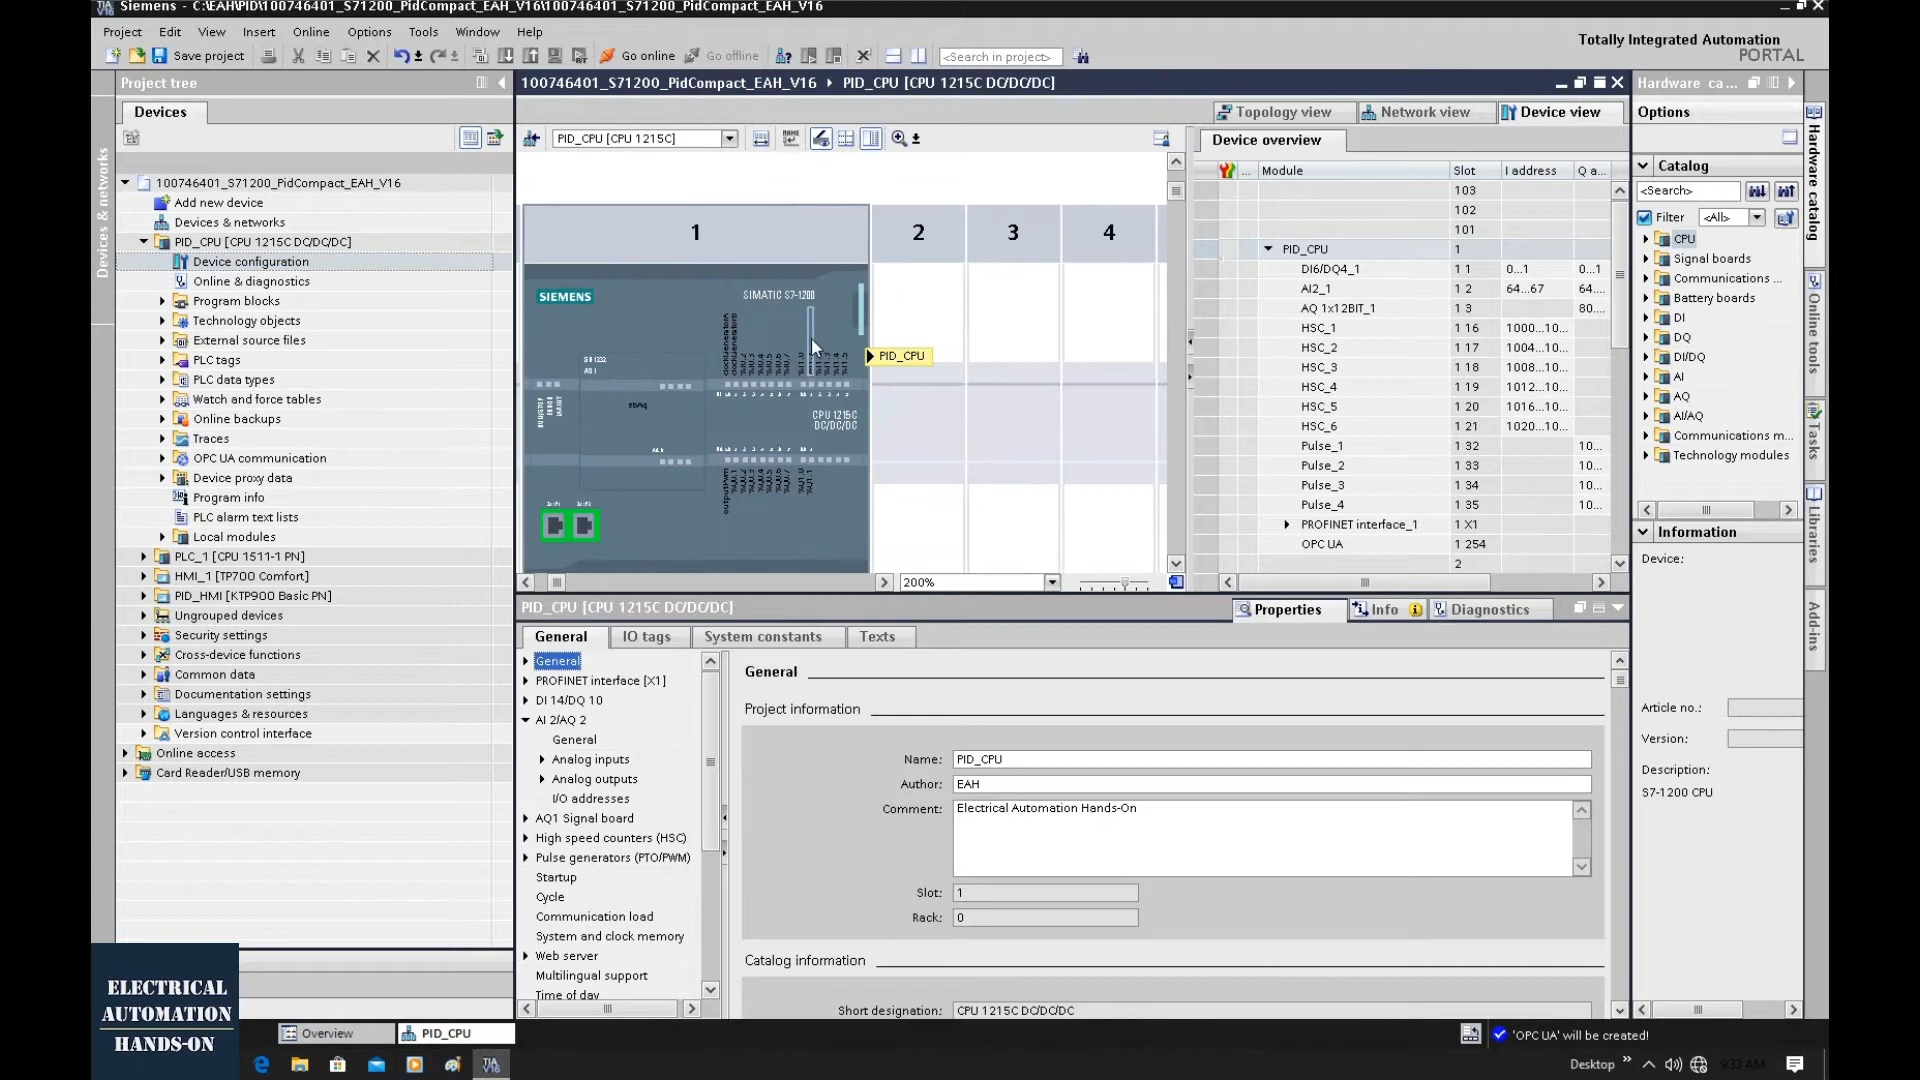 Siemens - C:\EAH\PID\100746401_S71200_PidCompact_EAH_V16\100746401_S71200_PidCompact_EAH_V16
Project Edit View Insert Online Options Tools Window Help
Totally Integrated Automation
PORTAL
Save project Go online Go offline <Search in project>
Project tree
100746401_S71200_PidCompact_EAH_V16 PID_CPU [CPU 1215C DC/DC/DC]
Hardware ca...
Devices
Topology view Network view Device view
Options
PID_CPU [CPU 1215C]
Device overview
Devices & networks
100746401_S71200_PidCompact_EAH_V16
Add new device
Devices & networks
PID_CPU [CPU 1215C DC/DC/DC]
Device configuration
Online & diagnostics
Program blocks
Technology objects
External source files
PLC tags
PLC data types
Watch and force tables
Online backups
Traces
OPC UA communication
Device proxy data
Program info
PLC alarm text lists
Local modules
PLC_1 [CPU 1511-1 PN]
HMI_1 [TP700 Comfort]
PID_HMI [KTP900 Basic PN]
Ungrouped devices
Security settings
Cross-device functions
Common data
Documentation settings
Languages & resources
Version control interface
Online access
Card Reader/USB memory
1 2 3 4
SIEMENS
SIMATIC S7-1200
PID_CPU
CPU 1215C
DC/DC/DC
200%
... Module Slot I address Q a...
103
102
101
PID_CPU 1
DI6/DQ4_1 1 1 0...1 0...1
AI2_1 1 2 64...67 64....
AQ 1x12BIT_1 1 3 80....
HSC_1 1 16 1000...10...
HSC_2 1 17 1004...10...
HSC_3 1 18 1008...10...
HSC_4 1 19 1012...10...
HSC_5 1 20 1016...10...
HSC_6 1 21 1020...10...
Pulse_1 1 32 10...
Pulse_2 1 33 10...
Pulse_3 1 34 10...
Pulse_4 1 35 10...
PROFINET interface_1 1 X1
OPC UA 1 254
2
Catalog
<Search>
Filter <All>
CPU
Signal boards
Communications ...
Battery boards
DI
DQ
DI/DQ
AI
AQ
AI/AQ
Communications m...
Technology modules
Information
Device:
Article no.:
Version:
Description:
S7-1200 CPU
Hardware catalog
Online tools
Tasks
Libraries
Add-ins
PID_CPU [CPU 1215C DC/DC/DC]
Properties Info Diagnostics
General IO tags System constants Texts
General
PROFINET interface [X1]
DI 14/DQ 10
AI 2/AQ 2
General
Analog inputs
Analog outputs
I/O addresses
AQ1 Signal board
High speed counters (HSC)
Pulse generators (PTO/PWM)
Startup
Cycle
Communication load
System and clock memory
Web server
Multilingual support
Time of day
General
Project information
Name: PID_CPU
Author: EAH
Comment: Electrical Automation Hands-On
Slot: 1
Rack: 0
Catalog information
Short designation: CPU 1215C DC/DC/DC
ELECTRICAL
AUTOMATION
HANDS-ON
Overview PID_CPU
'OPC UA' will be created!
Desktop 9:33 AM